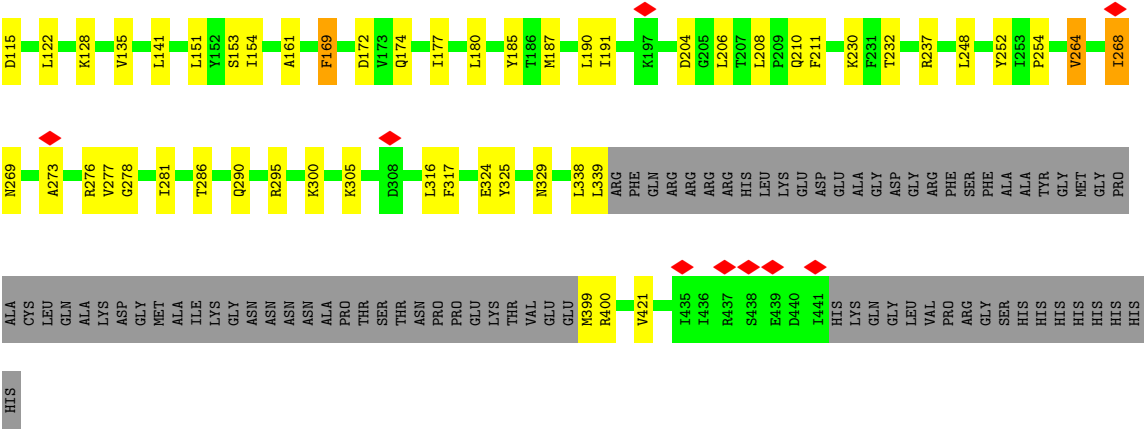 D115 L122 K128 V135 L141 L151 Y152 S153 I154 A161 F169 D172 V173 Q174 I177 L180 Y185 T186 M187 L190 I191 K197 D204 G205 L206 T207 L208 P209 Q210 F211 K230 F231 T232 R237 L248 Y252 I253 P254 V264 I268
N269 A273 R276 V277 G278 I281 T286 Q290 R295 K300 K305 D308 L316 F317 E324 Y325 N329 L338 L339 ARG PHE GLN ARG ARG ARG ARG HIS LEU LYS GLU ASP GLU ALA GLY ASP GLY ARG PHE SER PHE ALA ALA TYR GLY MET GLY PRO
ALA CYS LEU GLN ALA LYS ASP GLY MET ALA ILE LYS GLY ASN ASN ASN ASN ALA PRO THR SER THR ASN PRO PRO GLU LYS THR VAL GLU GLU M399 R400 V421 I435 I436 R437 S438 E439 D440 I441 HIS LYS GLN GLY LEU VAL PRO ARG GLY SER HIS HIS HIS HIS HIS HIS HIS
HIS